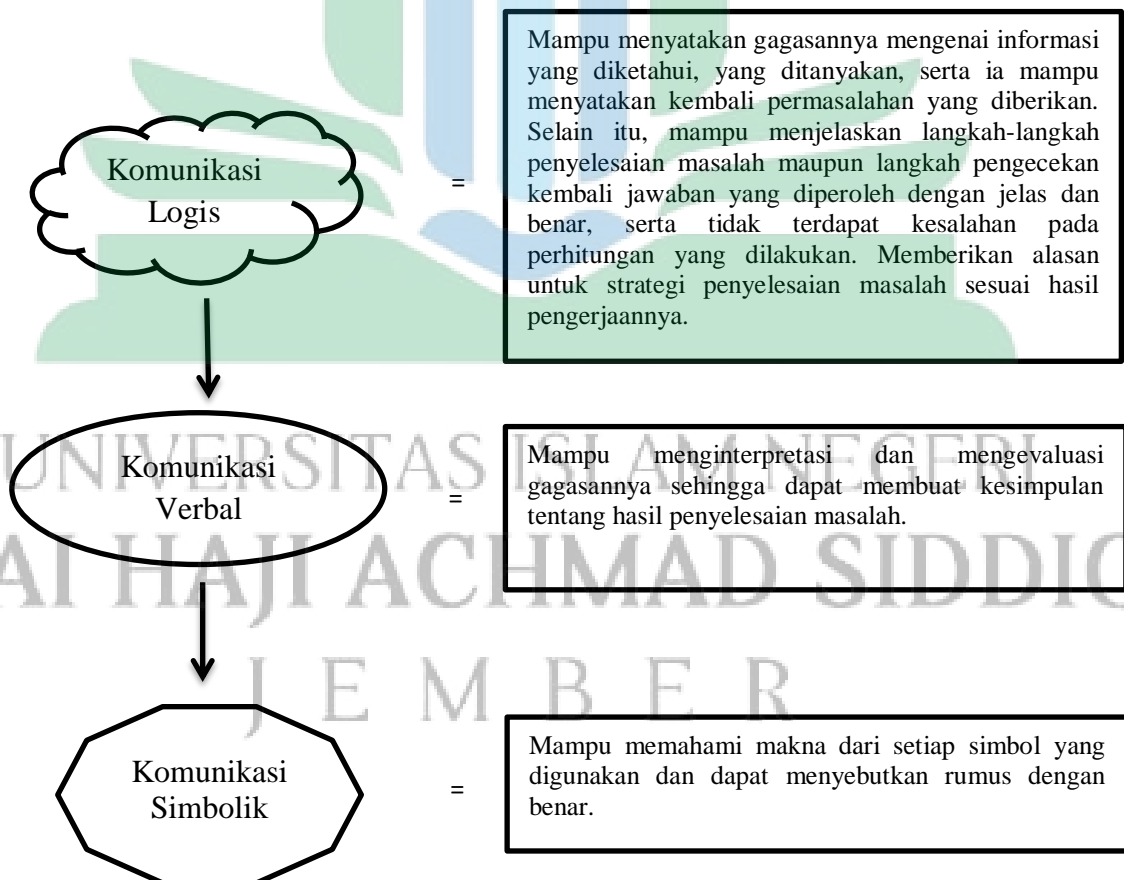 Komunikasi
Logis
=
Mampu menyatakan gagasannya mengenai informasi
yang diketahui, yang ditanyakan, serta ia mampu
menyatakan kembali permasalahan yang diberikan.
Selain itu, mampu menjelaskan langkah-langkah
penyelesaian masalah maupun langkah pengecekan
kembali jawaban yang diperoleh dengan jelas dan
benar, serta tidak terdapat kesalahan pada
perhitungan yang dilakukan. Memberikan alasan
untuk strategi penyelesaian masalah sesuai hasil
pengerjaannya.
UNIVERSITAS ISLAM NEGERI
Komunikasi
Verbal
=
Mampu menginterpretasi dan mengevaluasi
gagasannya sehingga dapat membuat kesimpulan
tentang hasil penyelesaian masalah.
AI HAJI ACHMAD SIDDIQ
JEMBER
Komunikasi
Simbolik
=
Mampu memahami makna dari setiap simbol yang
digunakan dan dapat menyebutkan rumus dengan
benar.